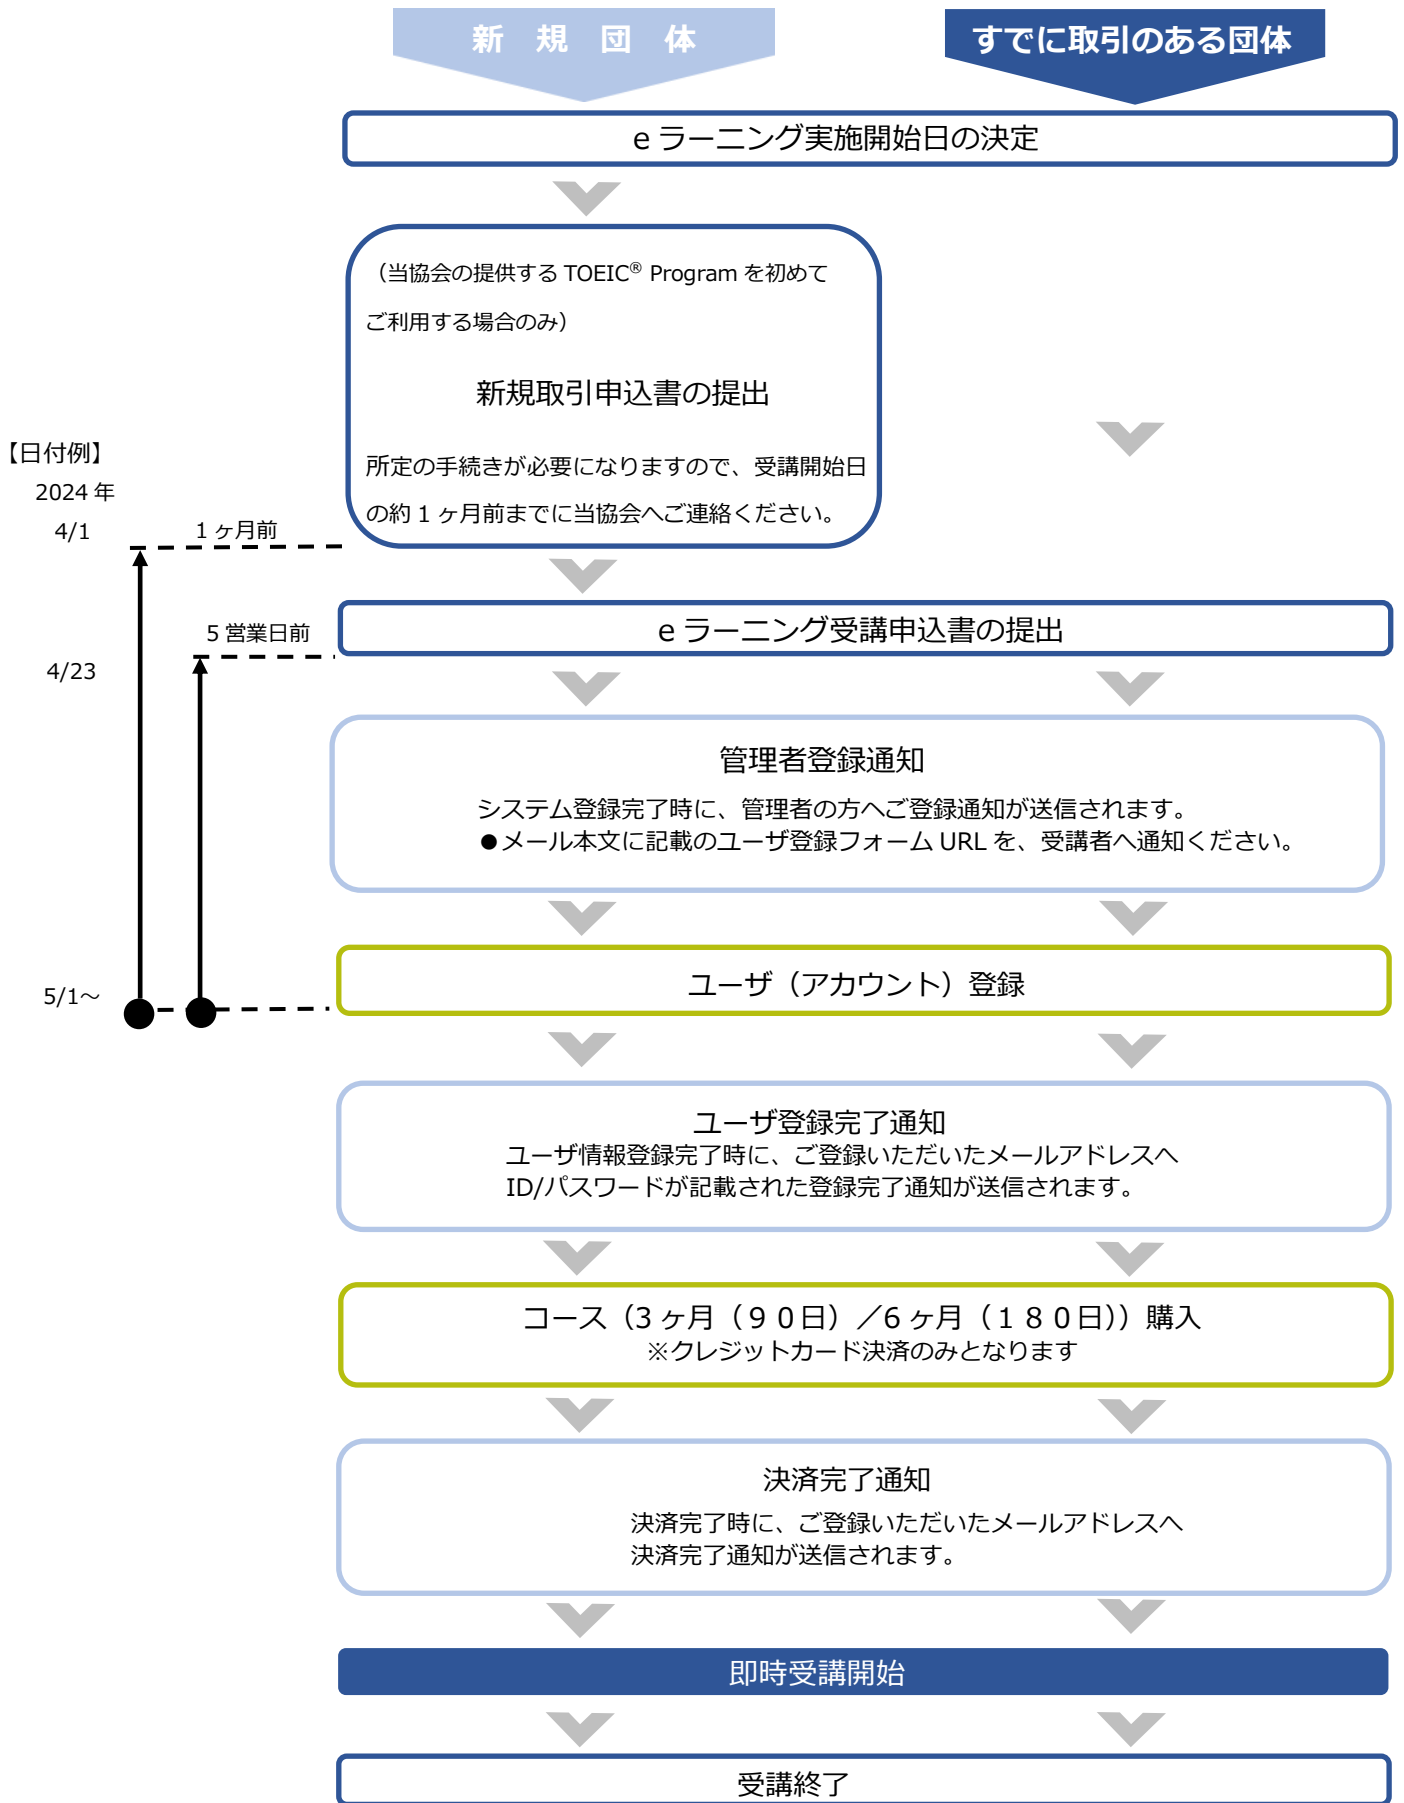 新 規 団 体
すでに取引のある団体
e ラーニング実施開始日の決定
（当協会の提供する TOEIC® Program を初めて
ご利用する場合のみ）
新規取引申込書の提出
所定の手続きが必要になりますので、受講開始日
の約 1 ヶ月前までに当協会へご連絡ください。
【日付例】
2024 年
4/1
1 ヶ月前
5 営業日前
e ラーニング受講申込書の提出
4/23
管理者登録通知
システム登録完了時に、管理者の方へご登録通知が送信されます。
●メール本文に記載のユーザ登録フォーム URL を、受講者へ通知ください。
5/1～
ユーザ（アカウント）登録
ユーザ登録完了通知
ユーザ情報登録完了時に、ご登録いただいたメールアドレスへ
ID/パスワードが記載された登録完了通知が送信されます。
コース（3 ヶ月（９０日）／6 ヶ月（１８０日））購入
※クレジットカード決済のみとなります
決済完了通知
決済完了時に、ご登録いただいたメールアドレスへ
決済完了通知が送信されます。
即時受講開始
受講終了